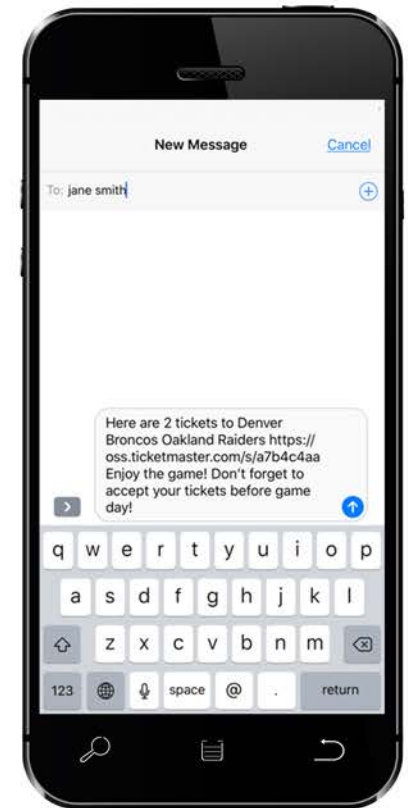 New Message Cancel
To: jane smith
Here are 2 tickets to Denver
Broncos Oakland Raiders https://
oss.ticketmaster.com/s/a7b4c4aa
Enjoy the game! Don't forget to
accept your tickets before game
day!
q w e r t y u i o p
a s d f g h j k l
z x c v b n m
123 space @ . return